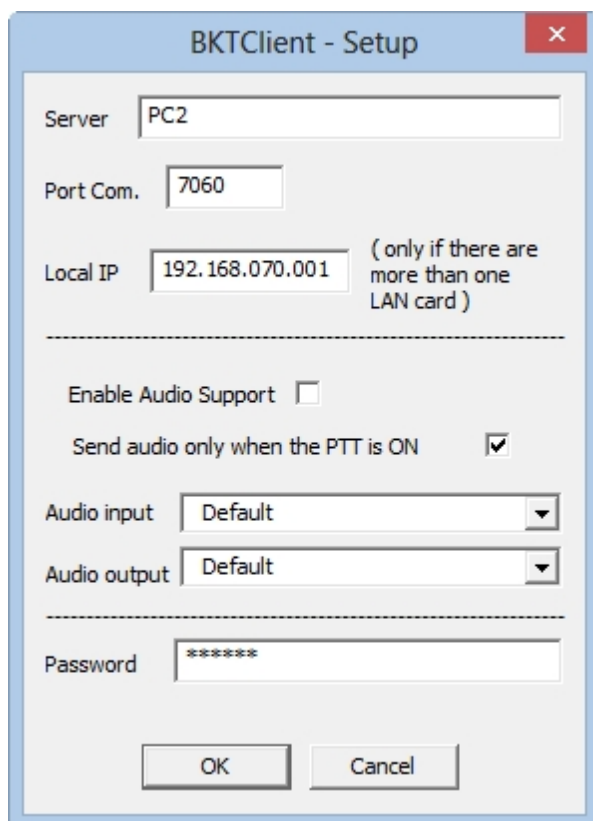 BKTClient - Setup
Server PC2
Port Com. 7060
Local IP 192.168.070.001 ( only if there are
more than one
LAN card )
Enable Audio Support
Send audio only when the PTT is ON
Audio input Default
Audio output Default
Password ******
OK Cancel